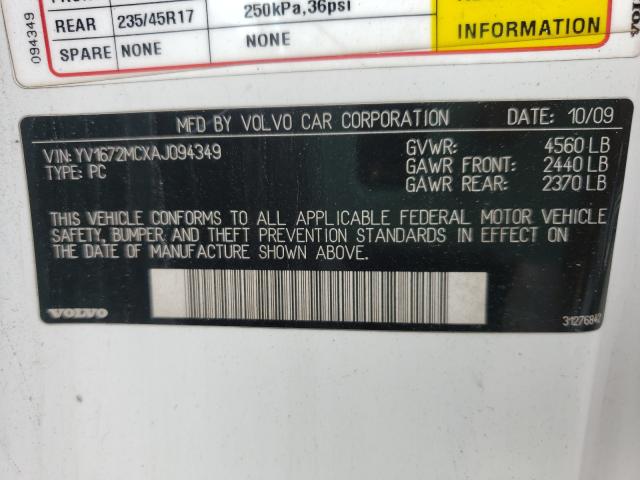 094349
REAR 235/45R17 250kPa,36psi
SPARE NONE NONE
INFORMATION
VOLVO
MFD BY VOLVO CAR CORPORATION DATE: 10/09
VIN: YV1672MCXAJ094349 GVWR: 4560 LB
TYPE: PC GAWR FRONT: 2440 LB
GAWR REAR: 2370 LB
THIS VEHICLE CONFORMS TO ALL APPLICABLE FEDERAL MOTOR VEHICLE
SAFETY, BUMPER AND THEFT PREVENTION STANDARDS IN EFFECT ON
THE DATE OF MANUFACTURE SHOWN ABOVE.
VOLVO 31276842